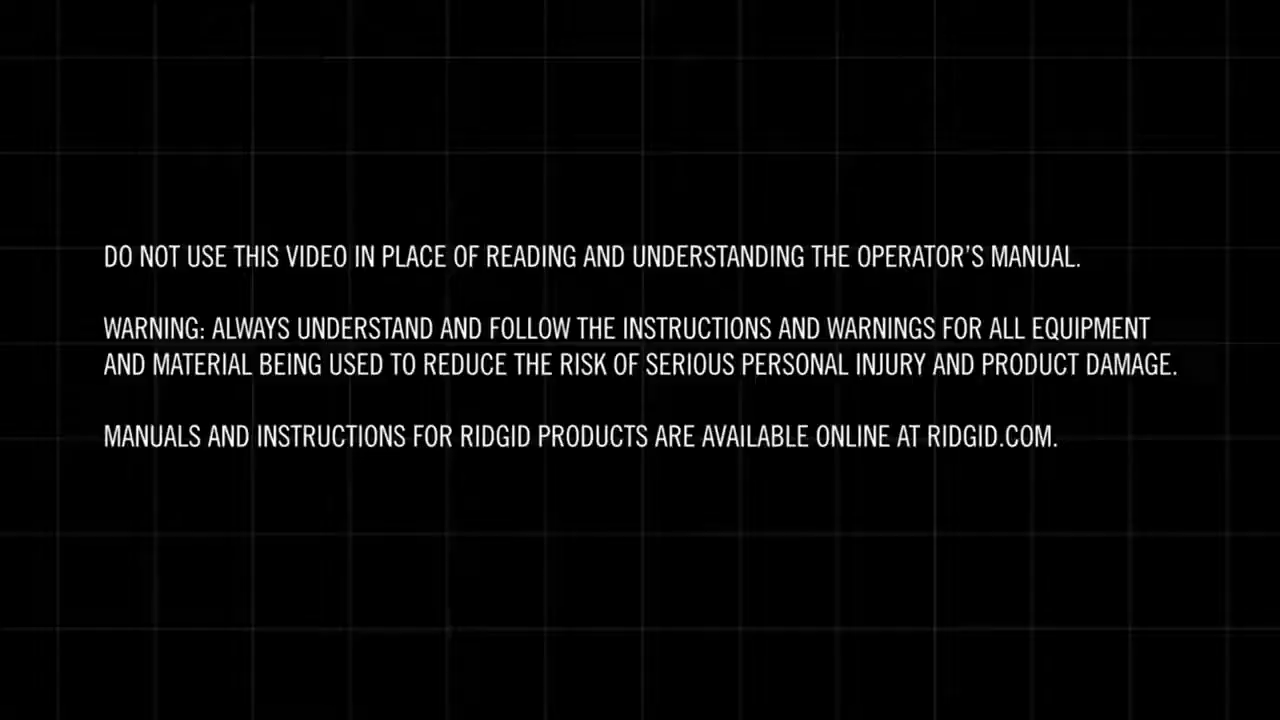 DO NOT USE THIS VIDEO IN PLACE OF READING AND UNDERSTANDING THE OPERATOR'S MANUAL.
WARNING: ALWAYS UNDERSTAND AND FOLLOW THE INSTRUCTIONS AND WARNINGS FOR ALL EQUIPMENT
AND MATERIAL BEING USED TO REDUCE THE RISK OF SERIOUS PERSONAL INJURY AND PRODUCT DAMAGE.
MANUALS AND INSTRUCTIONS FOR RIDGID PRODUCTS ARE AVAILABLE ONLINE AT RIDGID.COM.